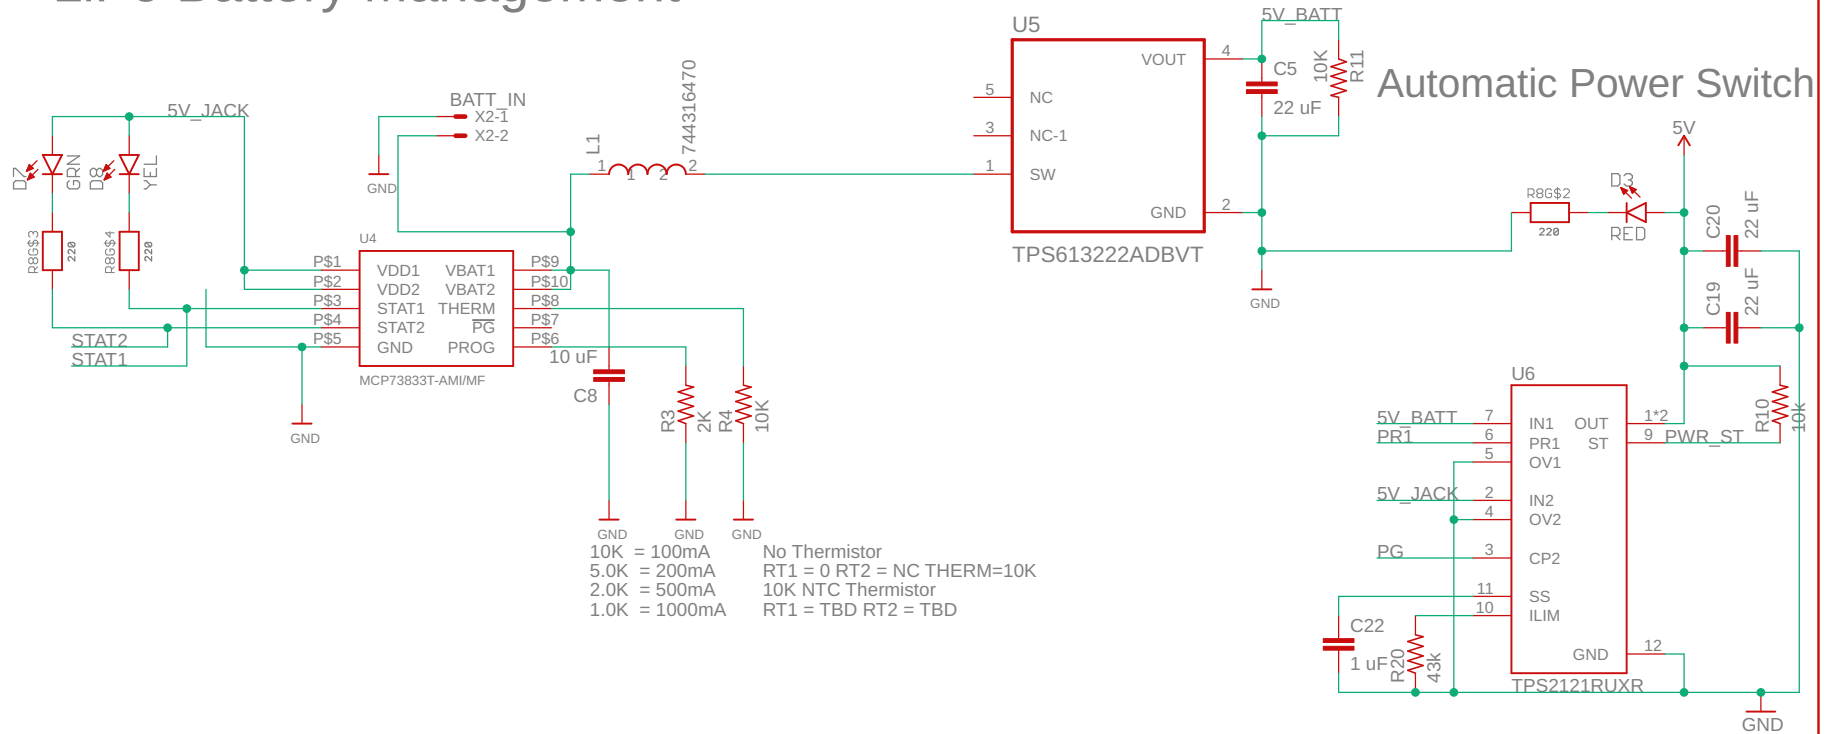 LiPo Battery Management
U5
5V_BATT
VOUT
4
C5
22 uF
10K
R11
Automatic Power Switch
5
NC
3
NC-1
1
SW
GND
2
TPS613222ADBVT
GND
5V_JACK
BATT_IN
X2-1
X2-2
GND
L1
744316470
1
1
2
2
D7
GRN
D8
YEL
R8G$3
220
R8G$4
220
U4
P$1
VDD1
VBAT1
P$9
P$2
VDD2
VBAT2
P$10
P$3
STAT1
THERM
P$8
P$4
STAT2
PG
P$7
P$5
GND
PROG
P$6
MCP73833T-AMI/MF
STAT2
STAT1
GND
10 uF
C8
R3
2K
R4
10K
GND
GND
GND
10K = 100mA
5.0K = 200mA
2.0K = 500mA
1.0K = 1000mA
No Thermistor
RT1 = 0 RT2 = NC THERM=10K
10K NTC Thermistor
RT1 = TBD RT2 = TBD
5V
R8G$2
220
D3
RED
C20
22 uF
C19
22 uF
U6
5V_BATT
7
IN1
OUT
1*2
PR1
6
PR1
ST
9
PWR_ST
R10
10k
5
OV1
5V_JACK
2
IN2
4
OV2
PG
3
CP2
11
SS
10
ILIM
C22
1 uF
R20
43k
GND
12
TPS2121RUXR
GND